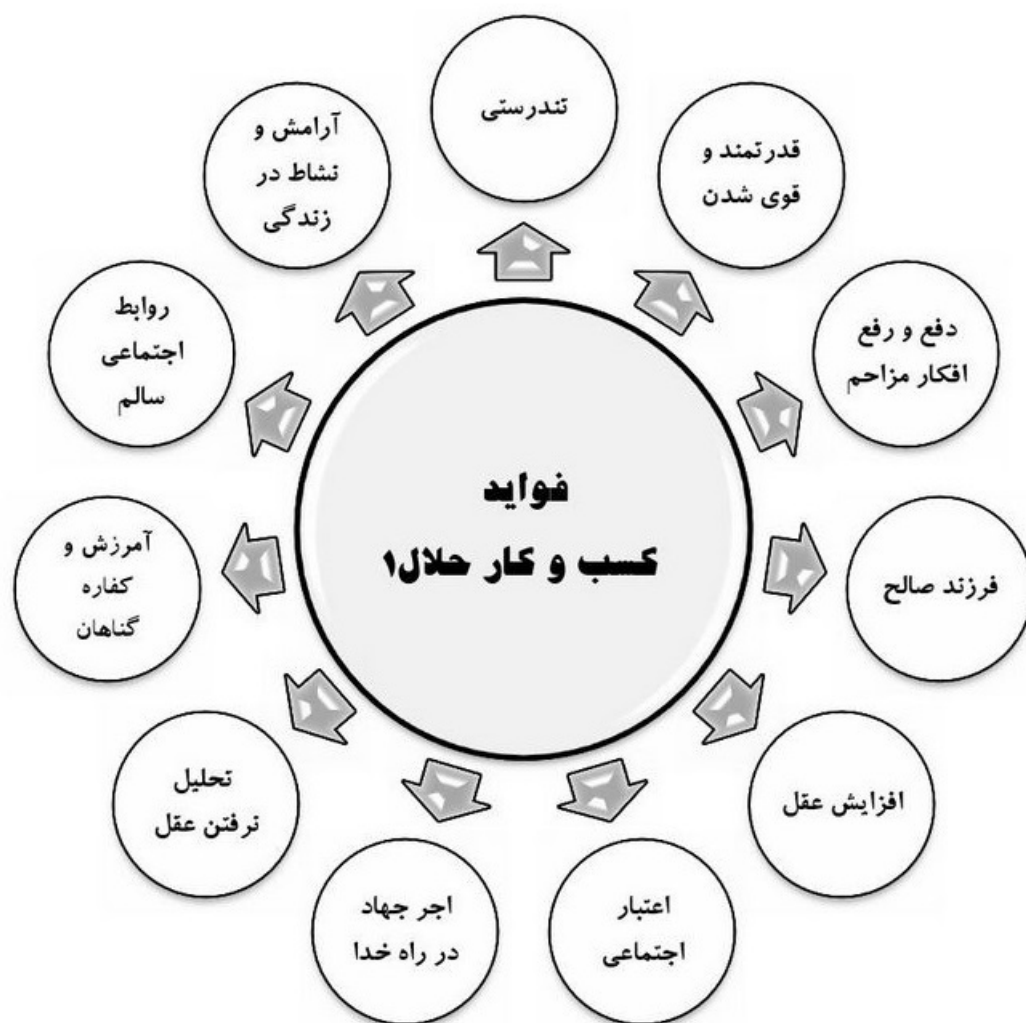 فواید
کسب و کار حلال۱
تندرستی
قدرتمند و
قوی شدن
دفع و رفع
افکار مزاحم
فرزند صالح
افزایش عقل
اعتبار
اجتماعی
اجر جهاد
در راه خدا
تحلیل
نرفتن عقل
آمرزش و
کفاره
گناهان
روابط
اجتماعی
سالم
آرامش و
نشاط در
زندگی